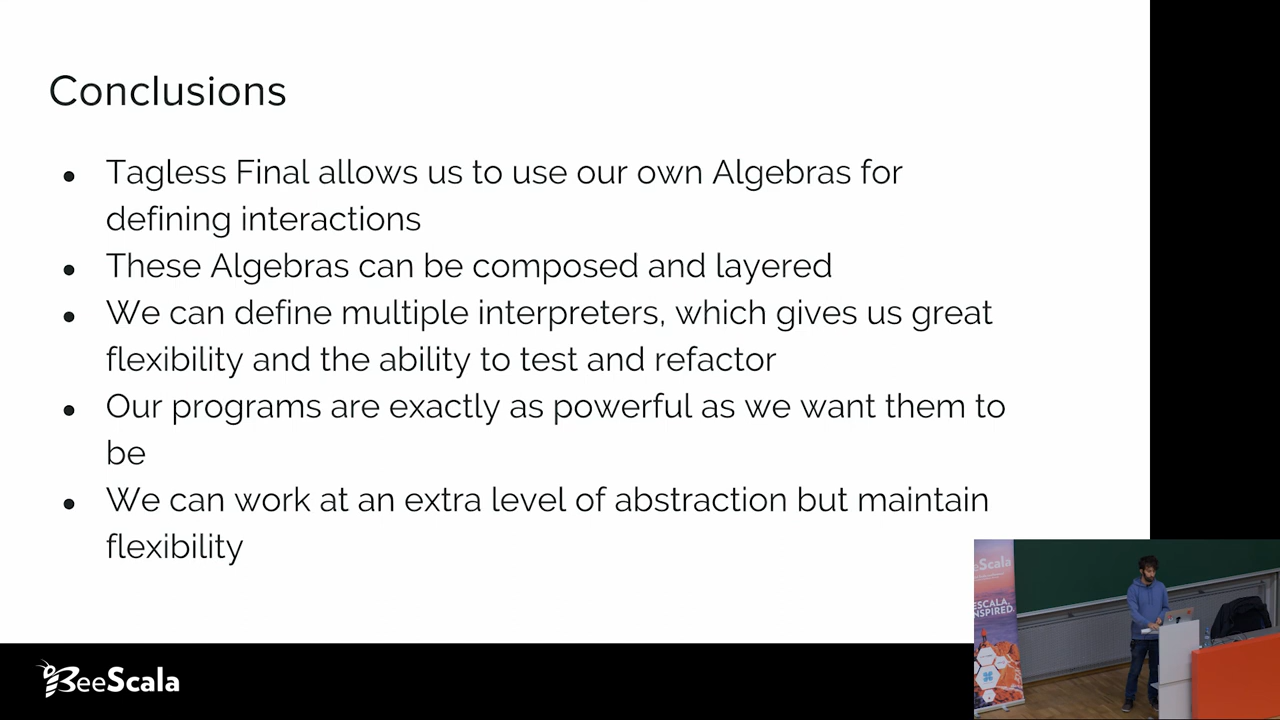 Conclusions
● Tagless Final allows us to use our own Algebras for
defining interactions
● These Algebras can be composed and layered
● We can define multiple interpreters, which gives us great
flexibility and the ability to test and refactor
● Our programs are exactly as powerful as we want them to
be
● We can work at an extra level of abstraction but maintain
flexibility
BeeScala
eScala
ESCALA,
NSPIRED.